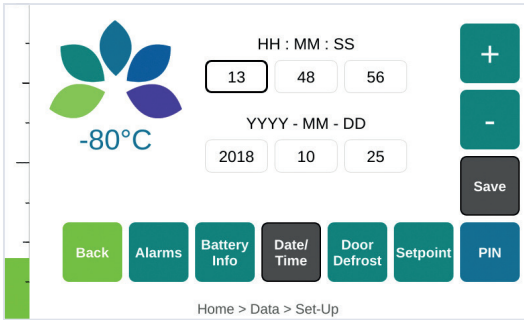 HH : MM : SS
13 48 56
YYYY - MM - DD
2018 10 25
-80°C
+
-
Save
Back
Alarms
Battery
Info
Date/
Time
Door
Defrost
Setpoint
PIN
Home > Data > Set-Up